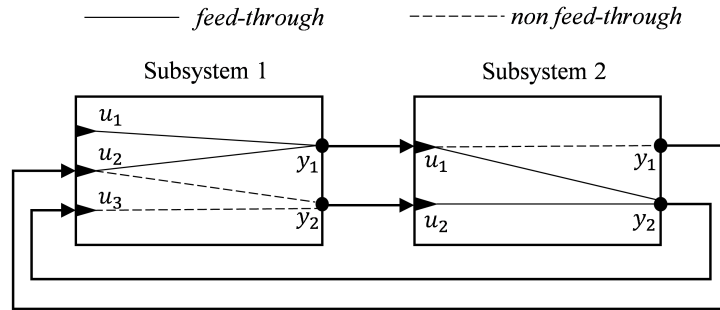 feed-through non feed-through
Subsystem 1 Subsystem 2
u₁
u₂ y₁ u₁ y₁
u₃ y₂ u₂ y₂